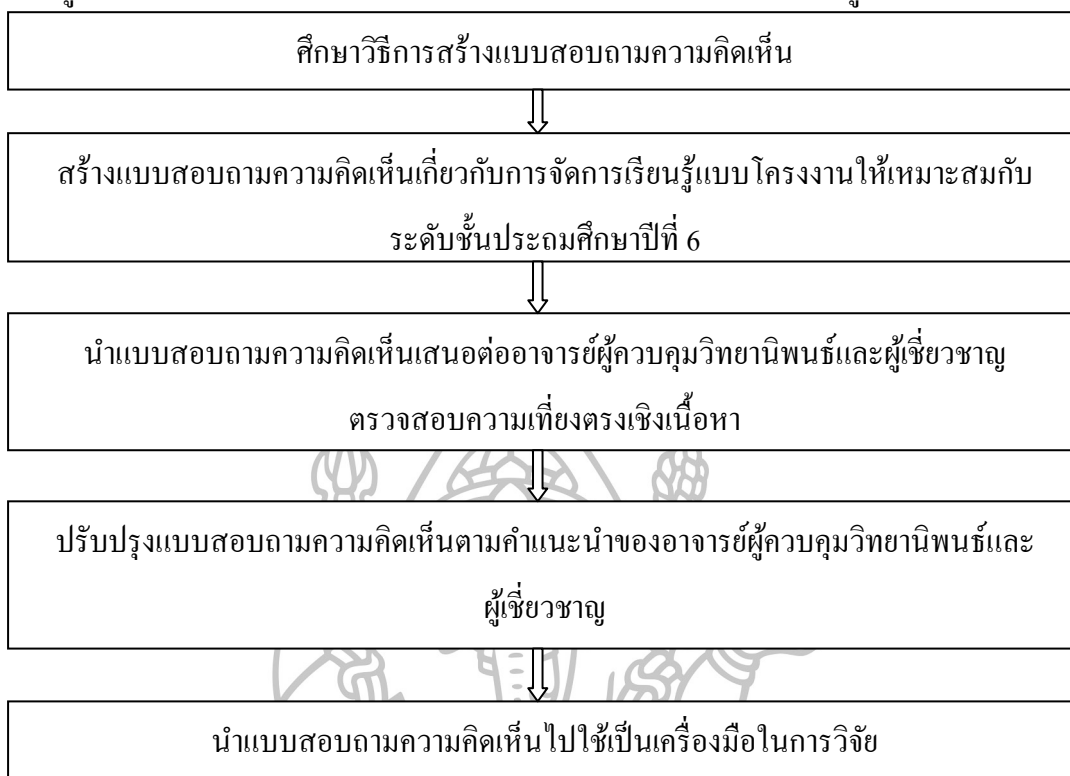 ศึกษาวิธีการสร้างแบบสอบถามความคิดเห็น
สร้างแบบสอบถามความคิดเห็นเกี่ยวกับการจัดการเรียนรู้แบบโครงงานให้เหมาะสมกับ
ระดับชั้นประถมศึกษาปีที่ 6
นำแบบสอบถามความคิดเห็นเสนอต่ออาจารย์ผู้ควบคุมวิทยานิพนธ์และผู้เชี่ยวชาญ
ตรวจสอบความเที่ยงตรงเชิงเนื้อหา
ปรับปรุงแบบสอบถามความคิดเห็นตามคำแนะนำของอาจารย์ผู้ควบคุมวิทยานิพนธ์และ
ผู้เชี่ยวชาญ
นำแบบสอบถามความคิดเห็นไปใช้เป็นเครื่องมือในการวิจัย